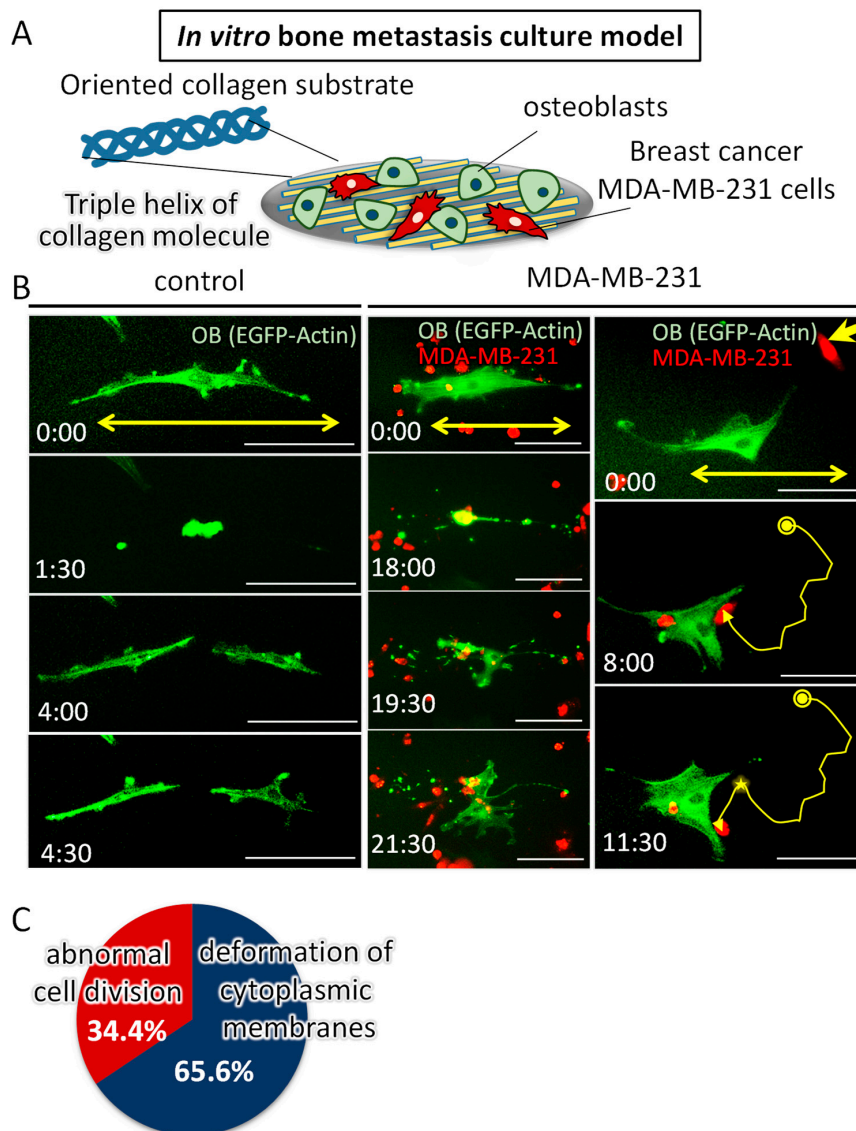 A
In vitro bone metastasis culture model
Oriented collagen substrate
osteoblasts
Breast cancer
MDA-MB-231 cells
Triple helix of
collagen molecule
B
control
MDA-MB-231
OB (EGFP-Actin)
0:00
1:30
4:00
4:30
OB (EGFP-Actin)
MDA-MB-231
0:00
18:00
19:30
21:30
OB (EGFP-Actin)
MDA-MB-231
0:00
8:00
11:30
C
abnormal
cell division
34.4%
deformation of
cytoplasmic
membranes
65.6%